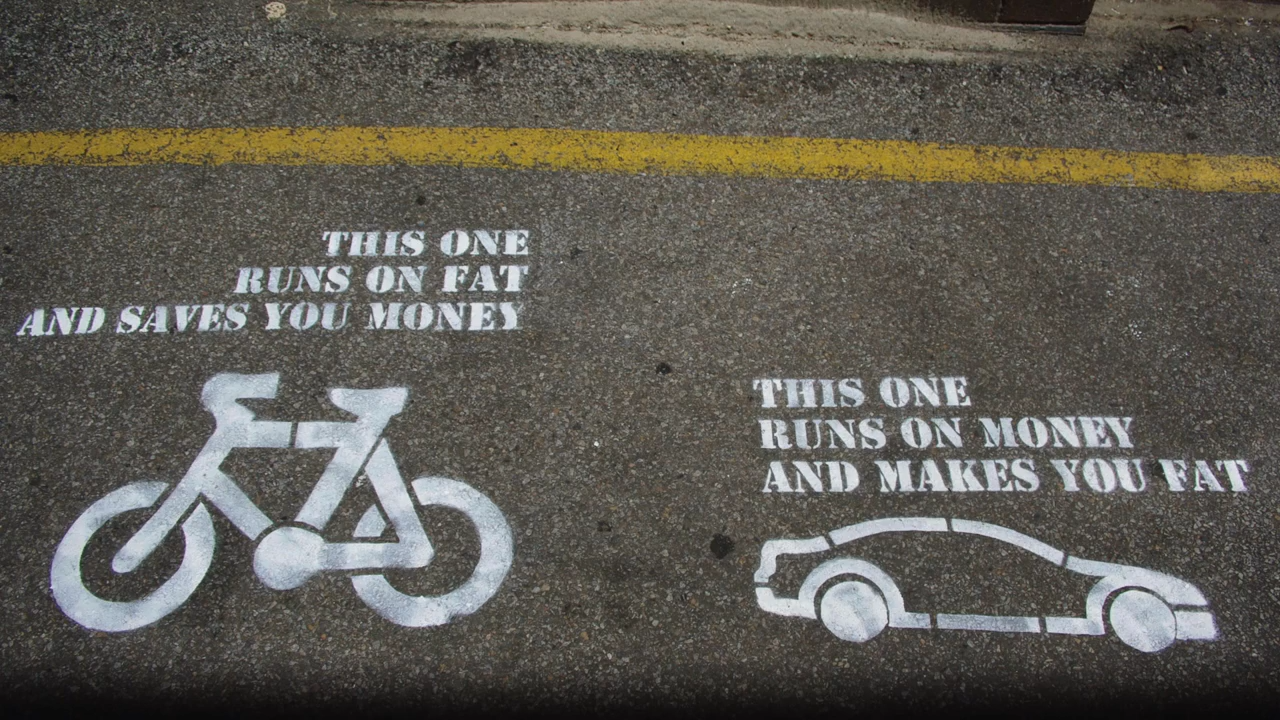 THIS ONE
RUNS ON FAT
AND SAVES YOU MONEY
THIS ONE
RUNS ON MONEY
AND MAKES YOU FAT